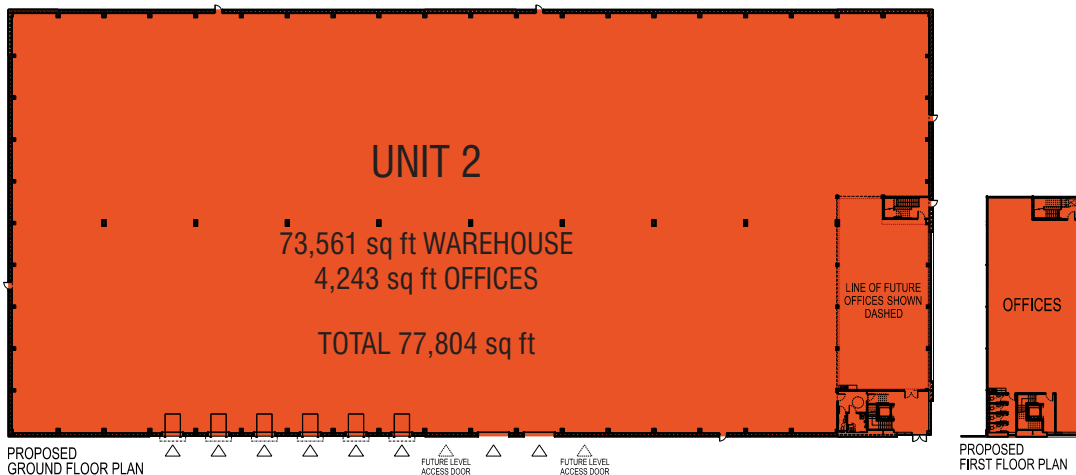 UNIT 2
73,561 sq ft WAREHOUSE
4,243 sq ft OFFICES
TOTAL 77,804 sq ft
LINE OF FUTURE
OFFICES SHOWN
DASHED
OFFICES
PROPOSED
GROUND FLOOR PLAN
FUTURE LEVEL
ACCESS DOOR
FUTURE LEVEL
ACCESS DOOR
PROPOSED
FIRST FLOOR PLAN